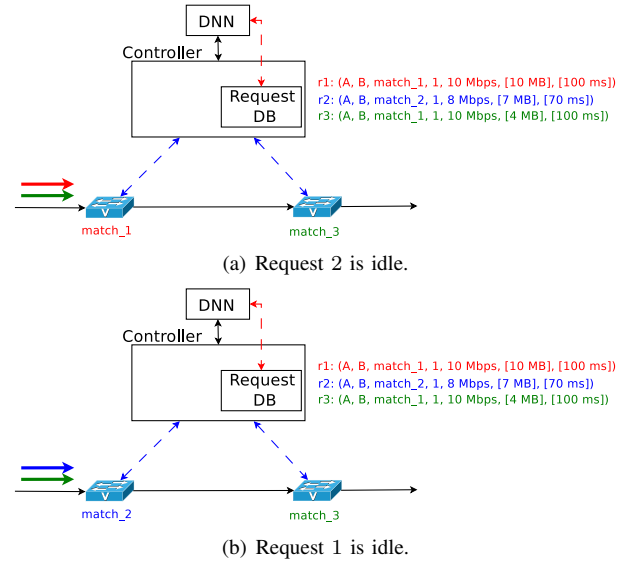 DNN
Controller
Request
DB
r1: (A, B, match_1, 1, 10 Mbps, [10 MB], [100 ms])
r2: (A, B, match_2, 1, 8 Mbps, [7 MB], [70 ms])
r3: (A, B, match_1, 1, 10 Mbps, [4 MB], [100 ms])
V
V
match_1
match_3
(a) Request 2 is idle.
DNN
Controller
Request
DB
r1: (A, B, match_1, 1, 10 Mbps, [10 MB], [100 ms])
r2: (A, B, match_2, 1, 8 Mbps, [7 MB], [70 ms])
r3: (A, B, match_1, 1, 10 Mbps, [4 MB], [100 ms])
V
V
match_2
match_3
(b) Request 1 is idle.